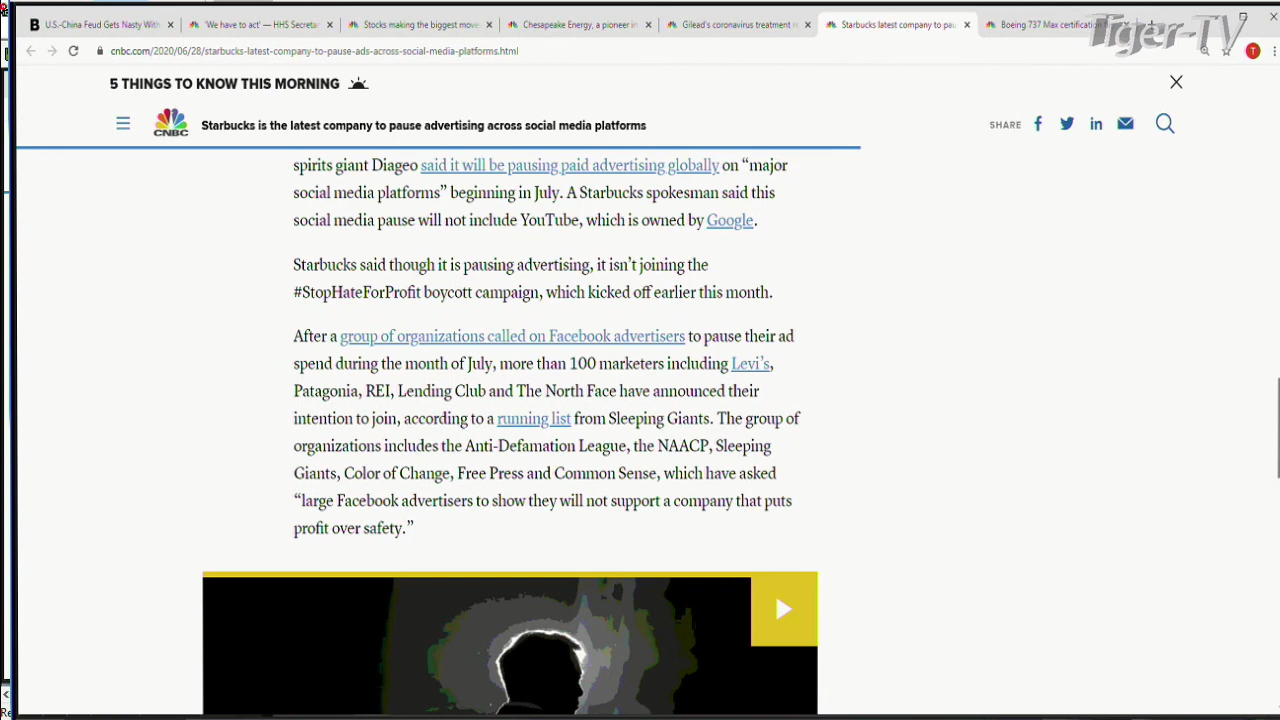 U.S.-China Feud Gets Nasty With
'We have to act' — HHS Secreta
Stocks making the biggest move
Chesapeake Energy, a pioneer in
Gilead's coronavirus treatment r
Starbucks latest company to pau
Boeing 737 Max certification
Tiger-TV
cnbc.com/2020/06/28/starbucks-latest-company-to-pause-ads-across-social-media-platforms.html
T
5 THINGS TO KNOW THIS MORNING
CNBC
Starbucks is the latest company to pause advertising across social media platforms
SHARE
spirits giant Diageo said it will be pausing paid advertising globally on “major
social media platforms” beginning in July. A Starbucks spokesman said this
social media pause will not include YouTube, which is owned by Google.
Starbucks said though it is pausing advertising, it isn’t joining the
#StopHateForProfit boycott campaign, which kicked off earlier this month.
After a group of organizations called on Facebook advertisers to pause their ad
spend during the month of July, more than 100 marketers including Levi’s,
Patagonia, REI, Lending Club and The North Face have announced their
intention to join, according to a running list from Sleeping Giants. The group of
organizations includes the Anti-Defamation League, the NAACP, Sleeping
Giants, Color of Change, Free Press and Common Sense, which have asked
“large Facebook advertisers to show they will not support a company that puts
profit over safety.”